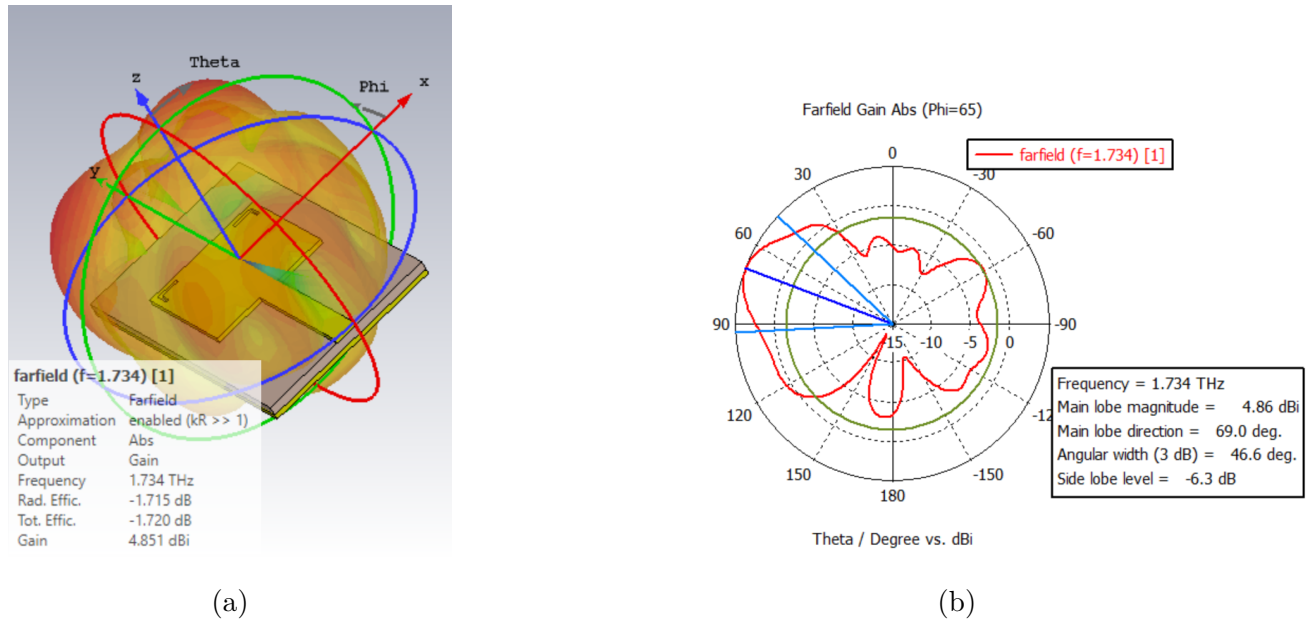 Theta
z
Phi
x
y
farfield (f=1.734) [1]
Type Farfield
Approximation enabled (kR >> 1)
Component Abs
Output Gain
Frequency 1.734 THz
Rad. Effic. -1.715 dB
Tot. Effic. -1.720 dB
Gain 4.851 dBi
(a)
Farfield Gain Abs (Phi=65)
farfield (f=1.734) [1]
0
30 -30
60 -60
90 -15 -10 -5 0 -90
120 -12
150 -150
180
Frequency = 1.734 THz
Main lobe magnitude = 4.86 dBi
Main lobe direction = 69.0 deg.
Angular width (3 dB) = 46.6 deg.
Side lobe level = -6.3 dB
Theta / Degree vs. dBi
(b)